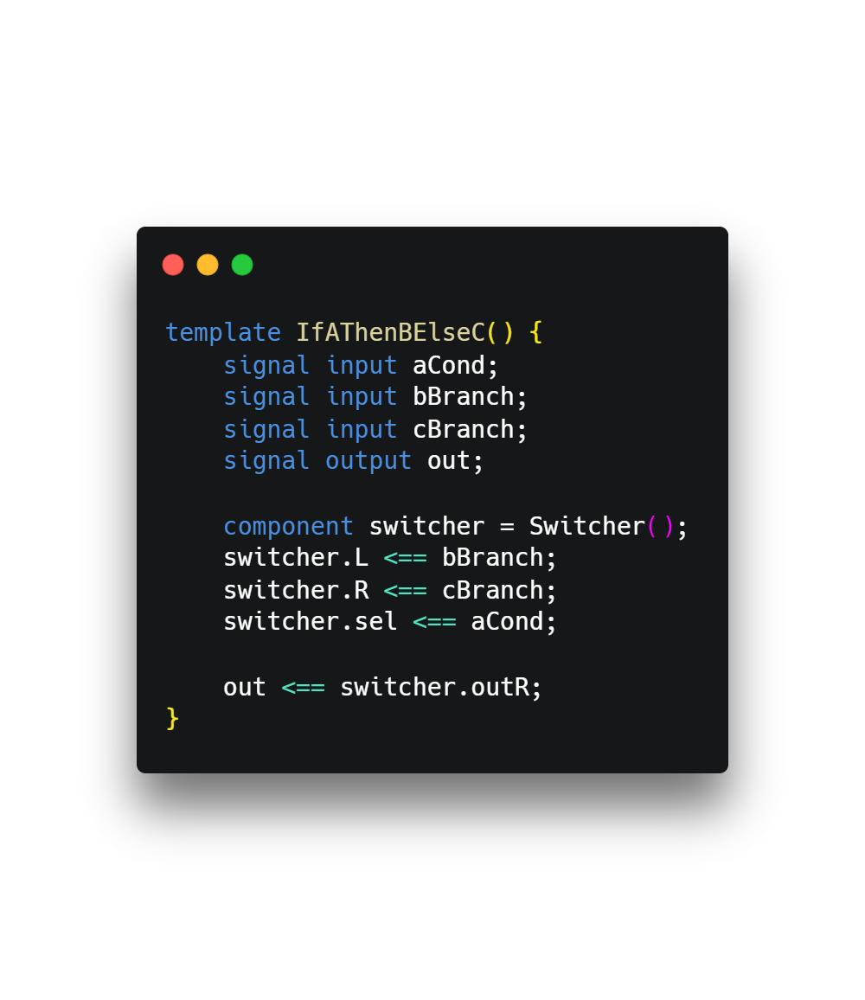 template IfAThenBElseC() {
    signal input aCond;
    signal input bBranch;
    signal input cBranch;
    signal output out;

    component switcher = Switcher();
    switcher.L <== bBranch;
    switcher.R <== cBranch;
    switcher.sel <== aCond;

    out <== switcher.outR;
}